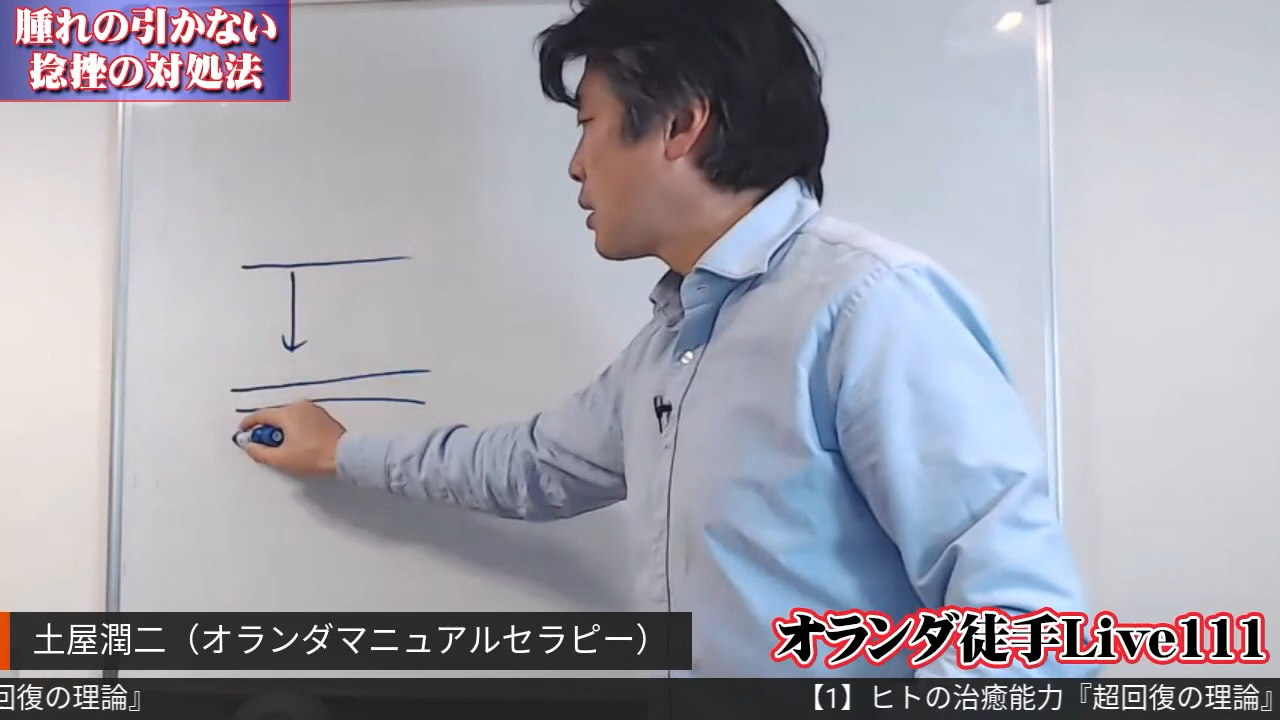 腫れの引かない
捻挫の対処法
土屋潤二（オランダマニュアルセラピー）
オランダ徒手Live111
回復の理論』
【1】ヒトの治癒能力『超回復の理論』